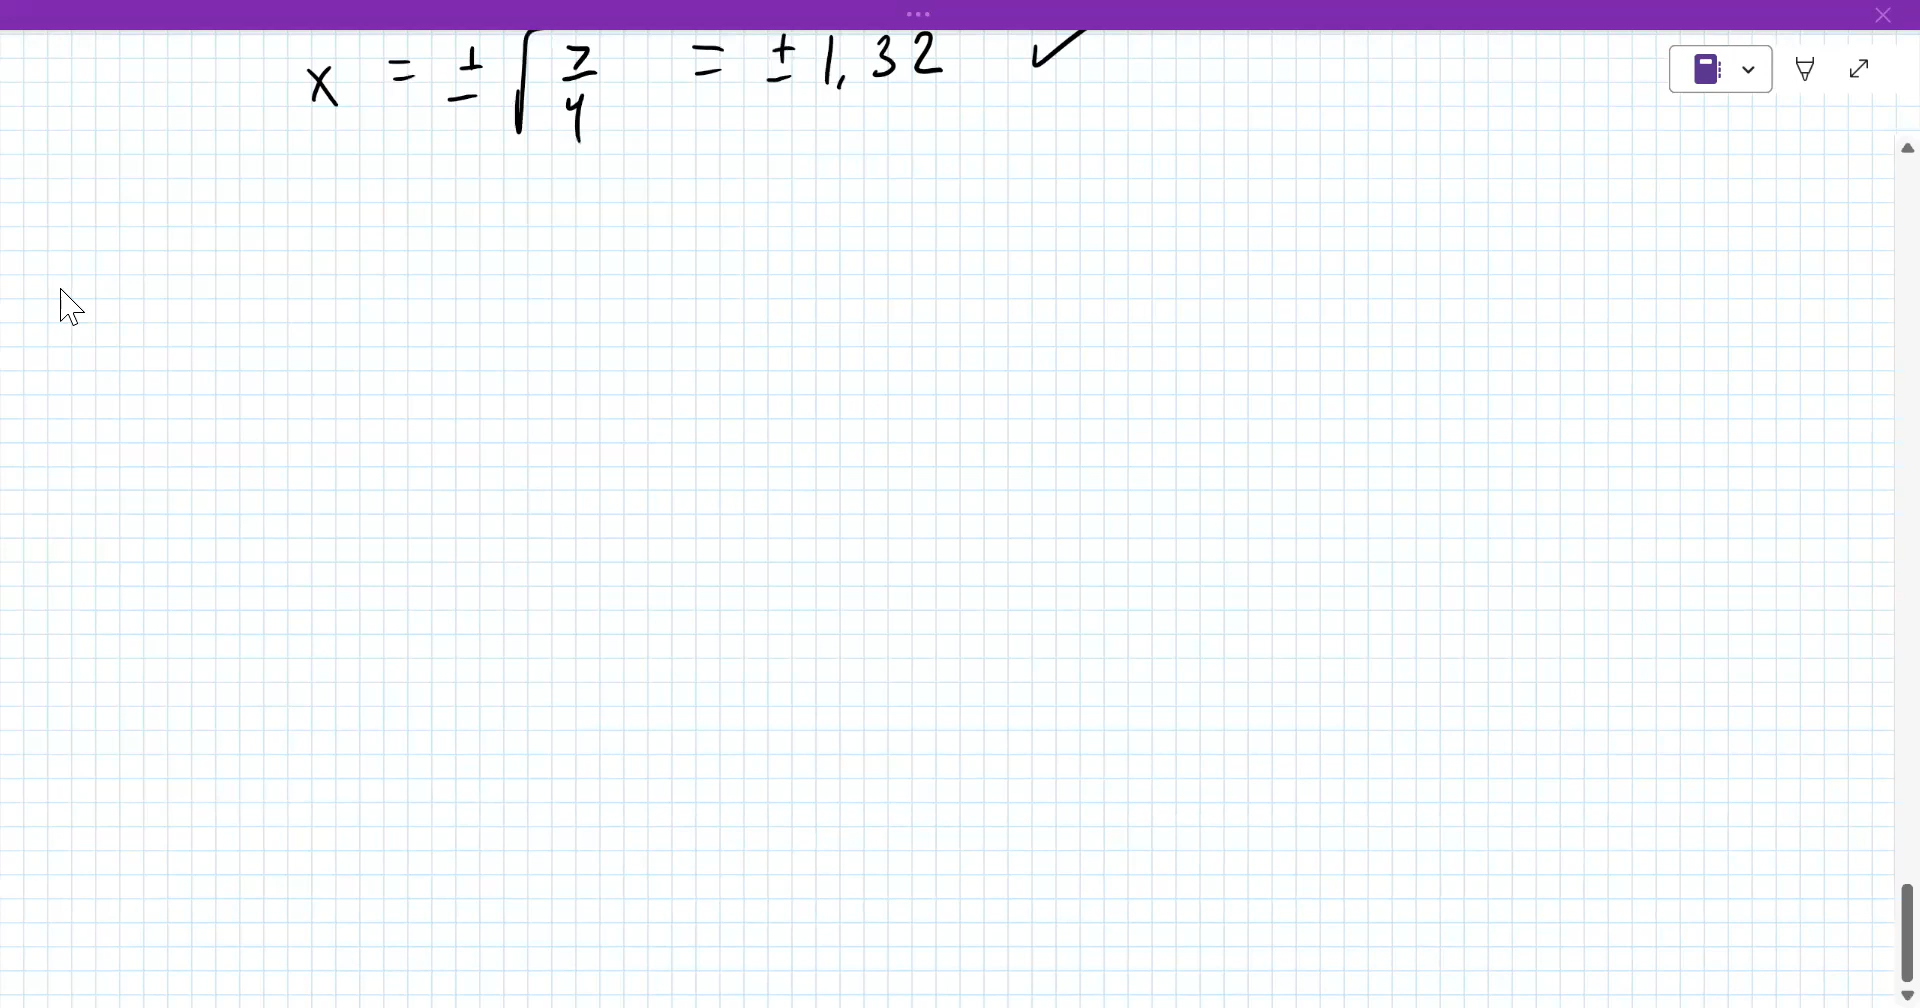 x = ± √ 7/4 = ± 1,32 ✓